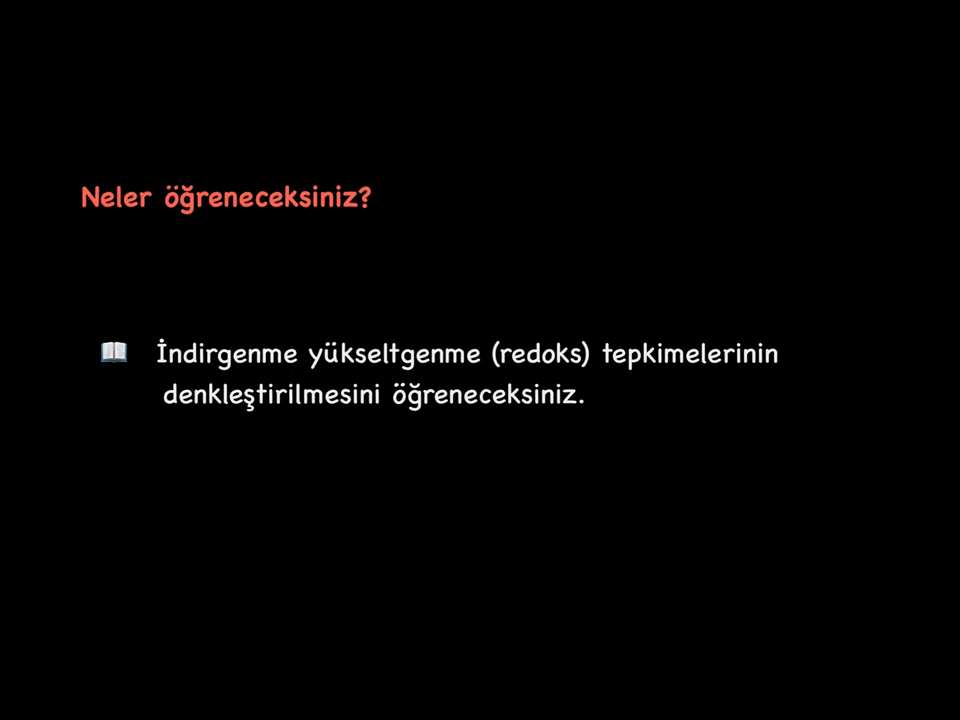 Neler öğreneceksiniz?
📖 İndirgenme yükseltgenme (redoks) tepkimelerinin
denkleştirilmesini öğreneceksiniz.